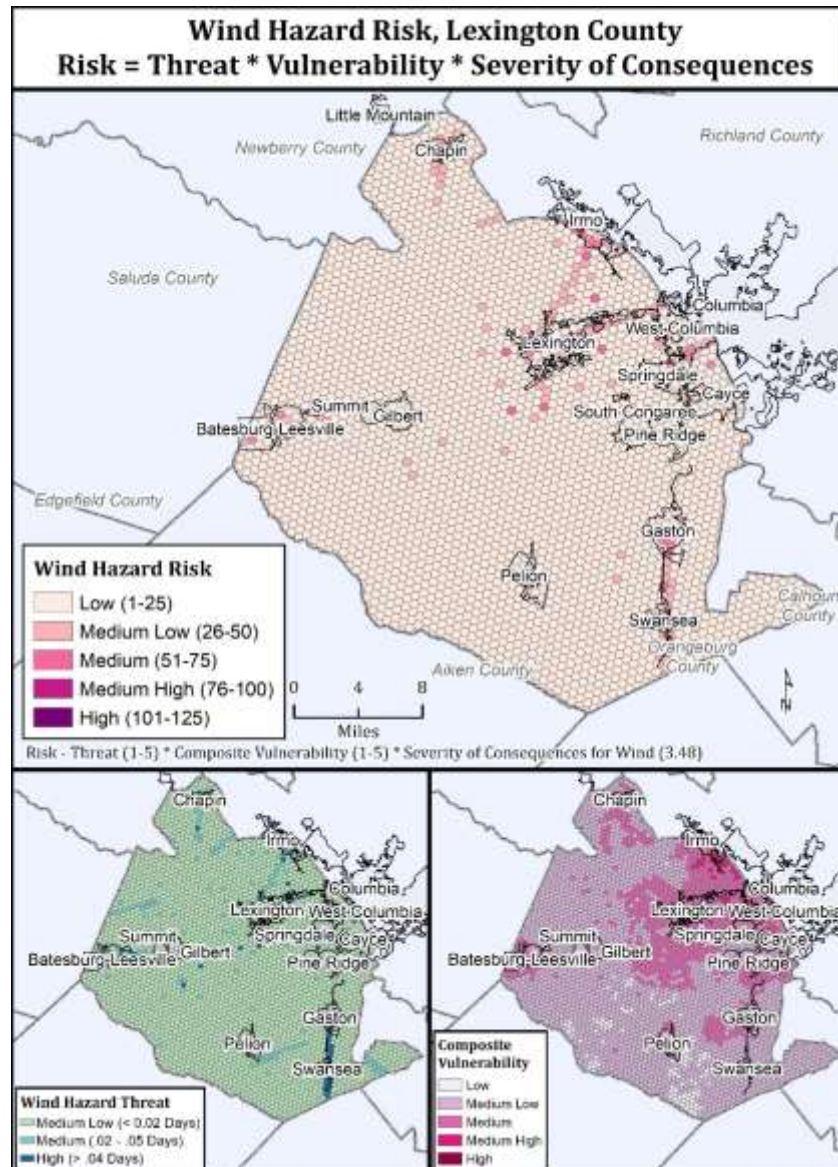 Wind Hazard Risk, Lexington County
Risk = Threat * Vulnerability * Severity of Consequences
Little Mountain
Newberry County
Richland County
Chapin
Irmo
Saluda County
Columbia
West Columbia
Lexington
Springdale
Cayce
Summit
Gilbert
South Congaree
Batesburg-Leesville
Pine Ridge
Edgefield County
Gaston
Pelion
Calhoun
County
Swansea
Orangeburg
County
Aiken County
Wind Hazard Risk
Low (1-25)
Medium Low (26-50)
Medium (51-75)
Medium High (76-100)
High (101-125)
0 4 8
Miles
N
Risk - Threat (1-5) * Composite Vulnerability (1-5) * Severity of Consequences for Wind (3.48)
Chapin
Irmo
Columbia
Lexington
West-Columbia
Springdale
Cayce
Summit
Gilbert
Batesburg-Leesville
Pine Ridge
Gaston
Pelion
Swansea
Wind Hazard Threat
Medium Low (< 0.02 Days)
Medium (.02 - .05 Days)
High (> .04 Days)
Chapin
Irmo
Columbia
Lexington
West-Columbia
Springdale
Cayce
Summit
Gilbert
Batesburg-Leesville
Pine Ridge
Gaston
Pelion
Swansea
Composite
Vulnerability
Low
Medium Low
Medium
Medium High
High